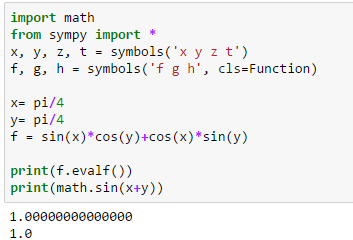 import math
from sympy import *
x, y, z, t = symbols('x y z t')
f, g, h = symbols('f g h', cls=Function)
x= pi/4
y= pi/4
f = sin(x)*cos(y)+cos(x)*sin(y)
print(f.evalf())
print(math.sin(x+y))
1.00000000000000
1.0